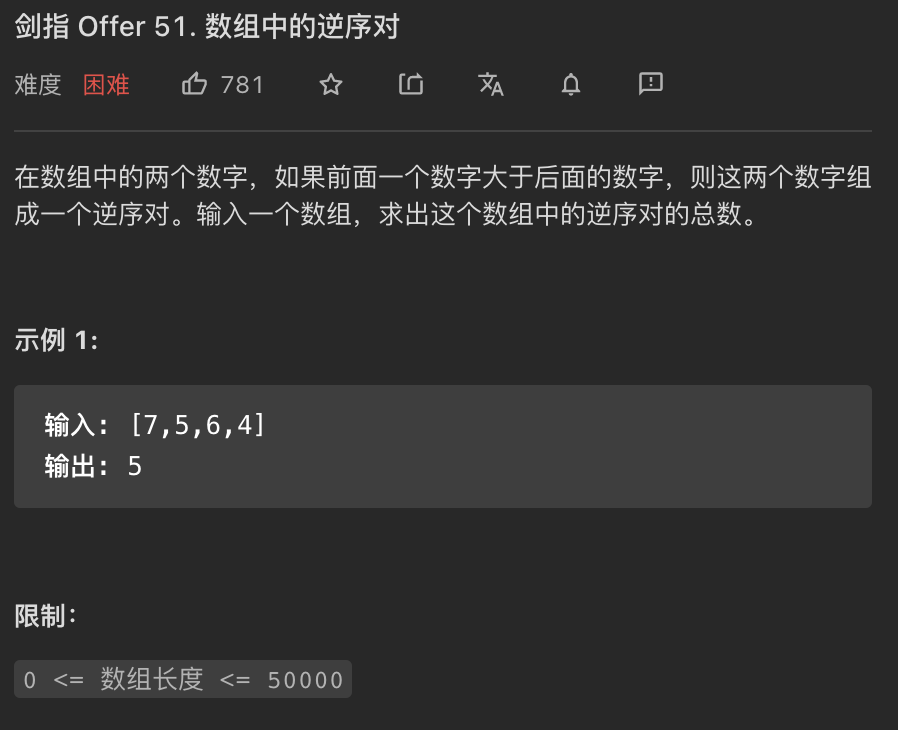 剑指 Offer 51. 数组中的逆序对
难度 困难 781
在数组中的两个数字，如果前面一个数字大于后面的数字，则这两个数字组
成一个逆序对。输入一个数组，求出这个数组中的逆序对的总数。
示例 1:
输入: [7,5,6,4]
输出: 5
限制：
0 <= 数组长度 <= 50000